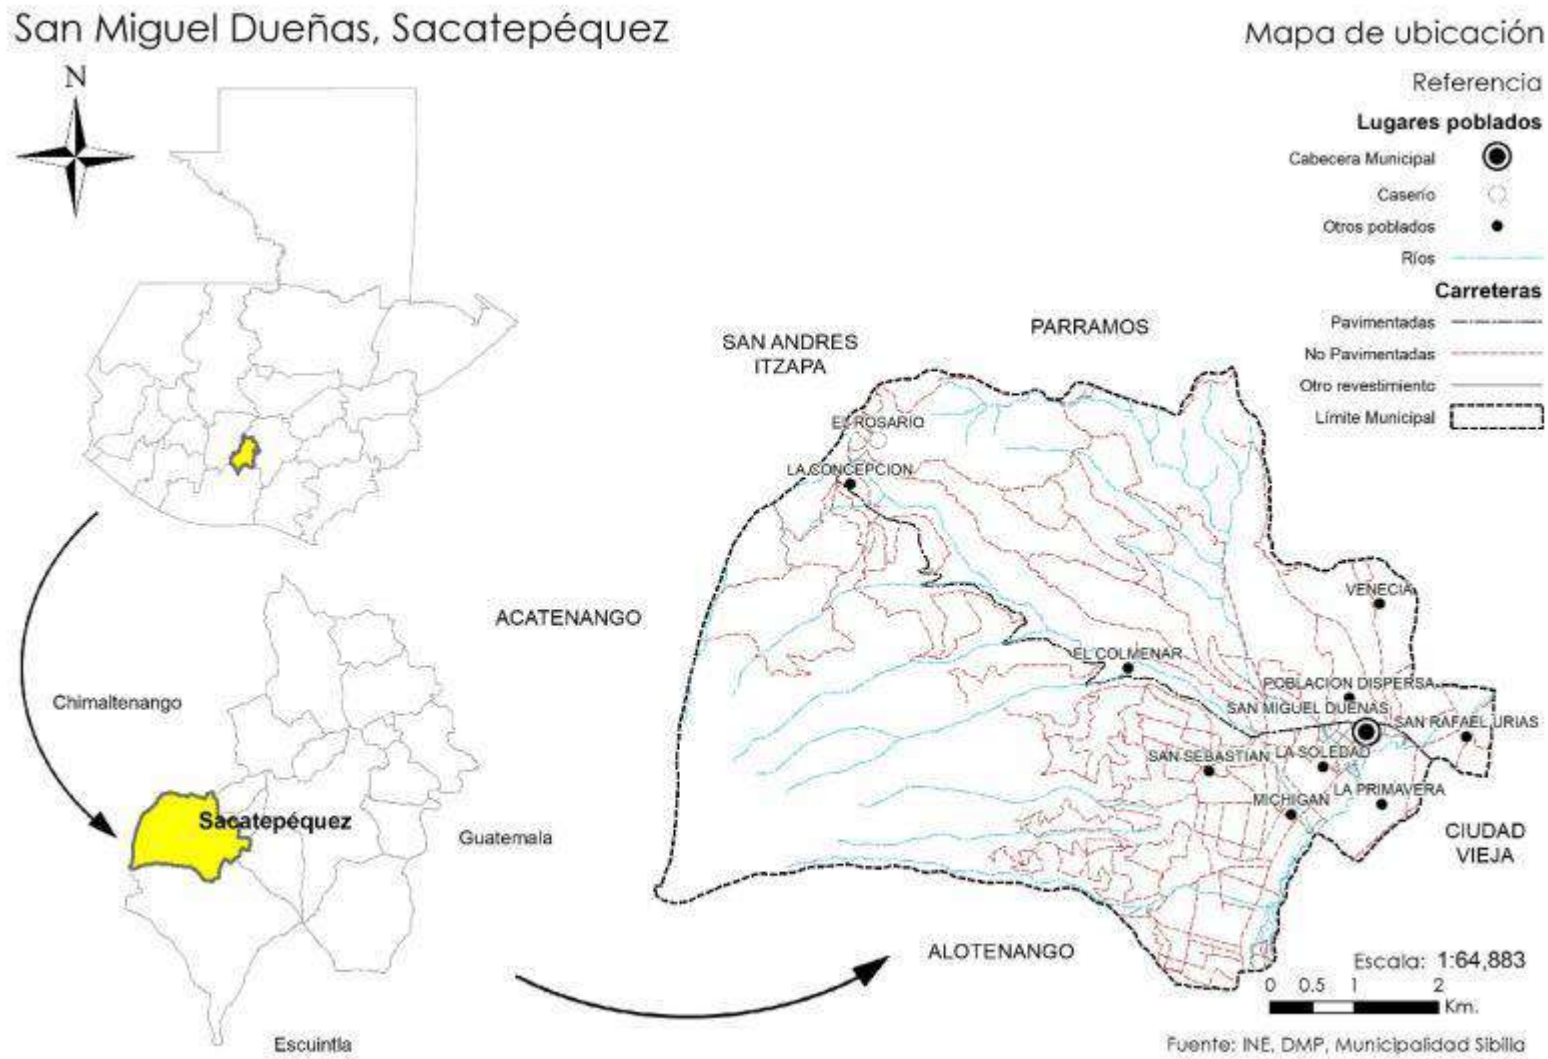 San Miguel Dueñas, Sacatepéquez
Mapa de ubicación
N
Referencia
Lugares poblados
Cabecera Municipal
Caserío
Otros poblados
Ríos
Carreteras
Pavimentadas
No Pavimentadas
Otro revestimiento
Límite Municipal
SAN ANDRES
ITZAPA
PARRAMOS
EL ROSARIO
LA CONCEPCION
ACATENANGO
VENECIA
EL COLMENAR
POBLACION DISPERSA
SAN MIGUEL DUEÑAS
SAN RAFAEL URIAS
SAN SEBASTIAN
LA SOLEDAD
LA PRIMAVERA
MICHIGAN
CIUDAD
VIEJA
ALOTENANGO
Chimaltenango
Sacatepéquez
Guatemala
Escuintla
Escala: 1:64,883
0 0.5 1 2
Km.
Fuente: INE, DMP, Municipalidad Sibilia